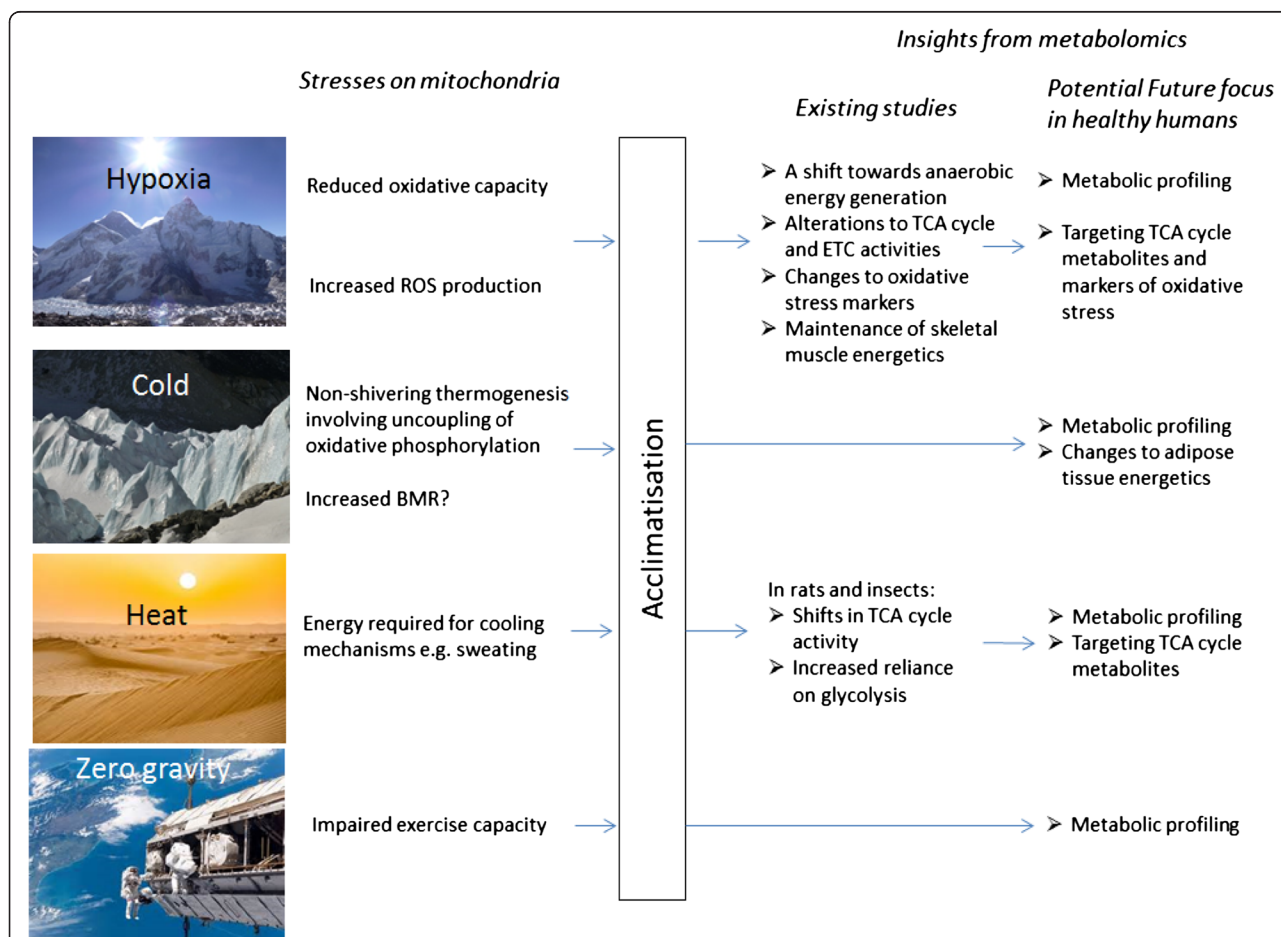 Insights from metabolomics
Stresses on mitochondria
Existing studies
Potential Future focus
in healthy humans
Hypoxia
Reduced oxidative capacity
Increased ROS production
➢ A shift towards anaerobic
energy generation
➢ Alterations to TCA cycle
and ETC activities
➢ Changes to oxidative
stress markers
➢ Maintenance of skeletal
muscle energetics
➢ Metabolic profiling
➢ Targeting TCA cycle
metabolites and
markers of oxidative
stress
Cold
Non-shivering thermogenesis
involving uncoupling of
oxidative phosphorylation
Increased BMR?
➢ Metabolic profiling
➢ Changes to adipose
tissue energetics
Acclimatisation
Heat
Energy required for cooling
mechanisms e.g. sweating
In rats and insects:
➢ Shifts in TCA cycle
activity
➢ Increased reliance
on glycolysis
➢ Metabolic profiling
➢ Targeting TCA cycle
metabolites
Zero gravity
Impaired exercise capacity
➢ Metabolic profiling